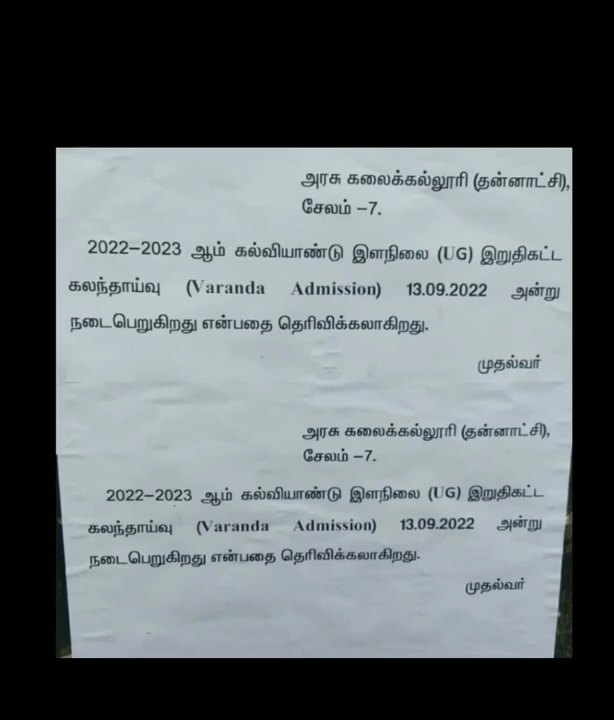 அரசு கலைக்கல்லூரி (தன்னாட்சி),
சேலம் –7.
2022–2023 ஆம் கல்வியாண்டு இளநிலை (UG) இறுதிகட்ட
கலந்தாய்வு (Varanda Admission) 13.09.2022 அன்று
நடைபெறுகிறது என்பதை தெரிவிக்கலாகிறது.
முதல்வர்
அரசு கலைக்கல்லூரி (தன்னாட்சி),
சேலம் –7.
2022–2023 ஆம் கல்வியாண்டு இளநிலை (UG) இறுதிகட்ட
கலந்தாய்வு (Varanda Admission) 13.09.2022 அன்று
நடைபெறுகிறது என்பதை தெரிவிக்கலாகிறது.
முதல்வர்